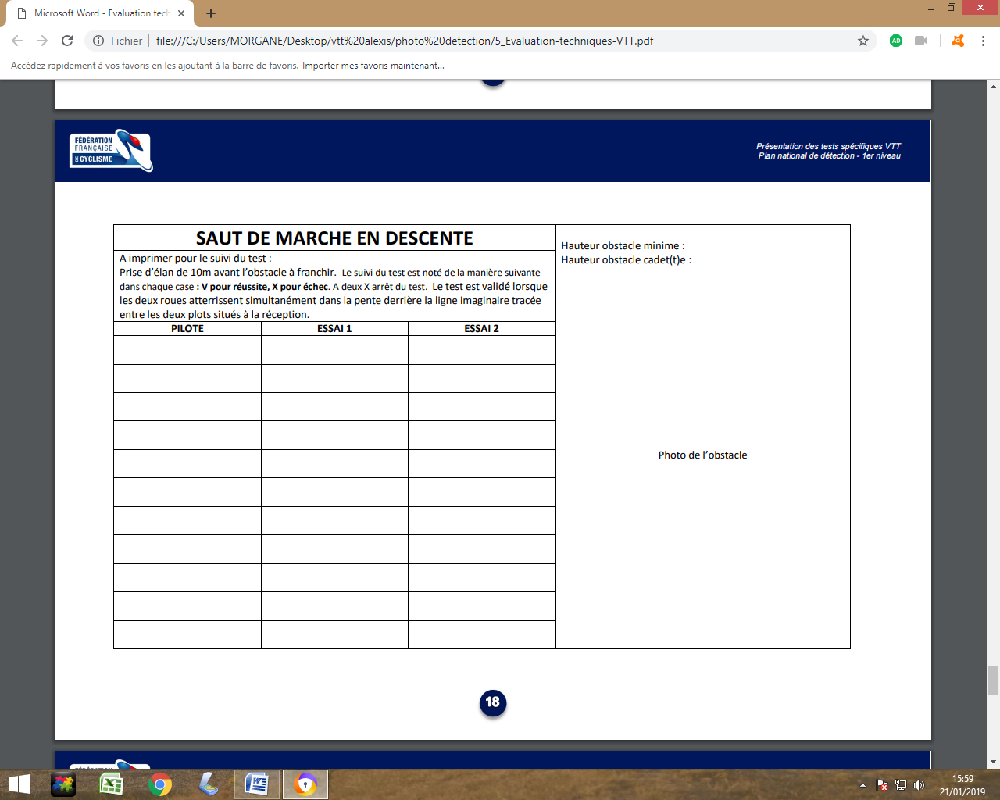 Microsoft Word - Evaluation tech
Fichier
file:///C:/Users/MORGANE/Desktop/vtt%20alexis/photo%20detection/5_Evaluation-techniques-VTT.pdf
AD
Accédez rapidement à vos favoris en les ajoutant à la barre de favoris. Importer mes favoris maintenant...
FÉDÉRATION
FRANÇAISE
DE CYCLISME
Présentation des tests spécifiques VTT
Plan national de détection - 1er niveau
SAUT DE MARCHE EN DESCENTE
A imprimer pour le suivi du test :
Prise d’élan de 10m avant l’obstacle à franchir. Le suivi du test est noté de la manière suivante
dans chaque case : V pour réussite, X pour échec. A deux X arrêt du test. Le test est validé lorsque
les deux roues atterrissent simultanément dans la pente derrière la ligne imaginaire tracée
entre les deux plots situés à la réception.
PILOTE ESSAI 1 ESSAI 2
Hauteur obstacle minime :
Hauteur obstacle cadet(t)e :
Photo de l’obstacle
18
15:59
21/01/2019